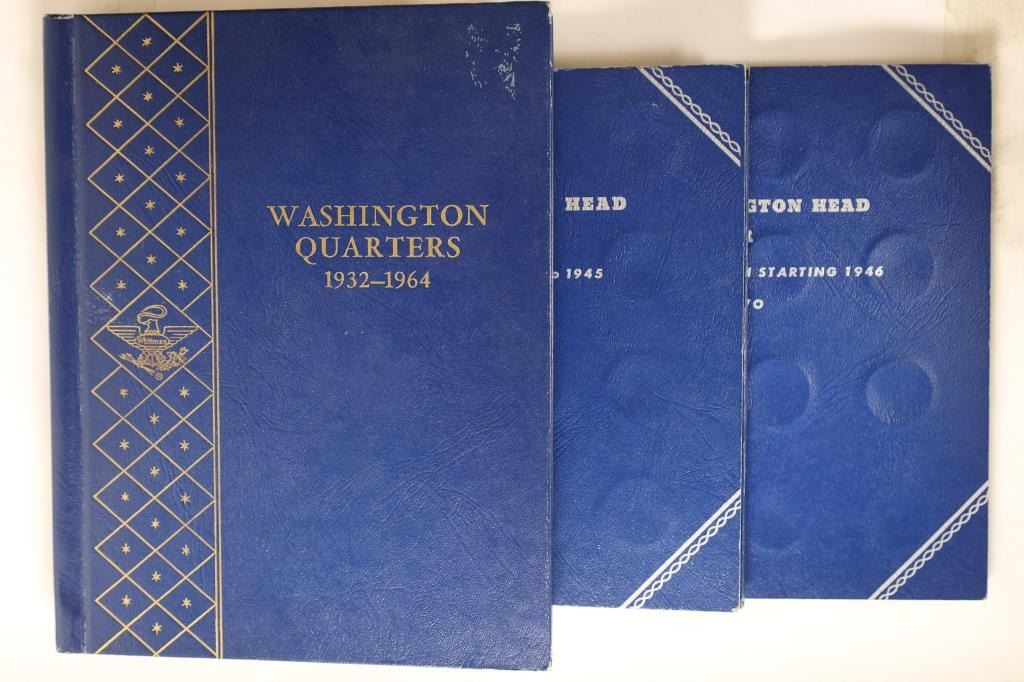 WASHINGTON
QUARTERS
1932–1964
Whitman
®
HEAD
1945
GTON HEAD
STARTING 1946